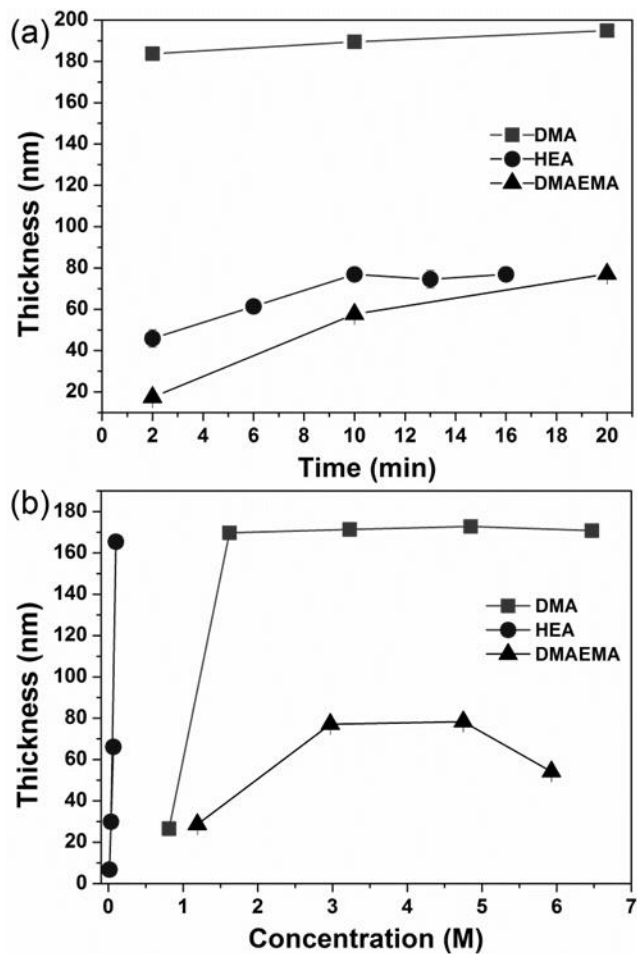 (a)
200
180
160
140
120
100
80
60
40
20
Thickness (nm)
DMA
HEA
DMAEMA
0 2 4 6 8 10 12 14 16 18 20
Time (min)
(b)
180
160
140
120
100
80
60
40
20
0
Thickness (nm)
DMA
HEA
DMAEMA
0 1 2 3 4 5 6 7
Concentration (M)